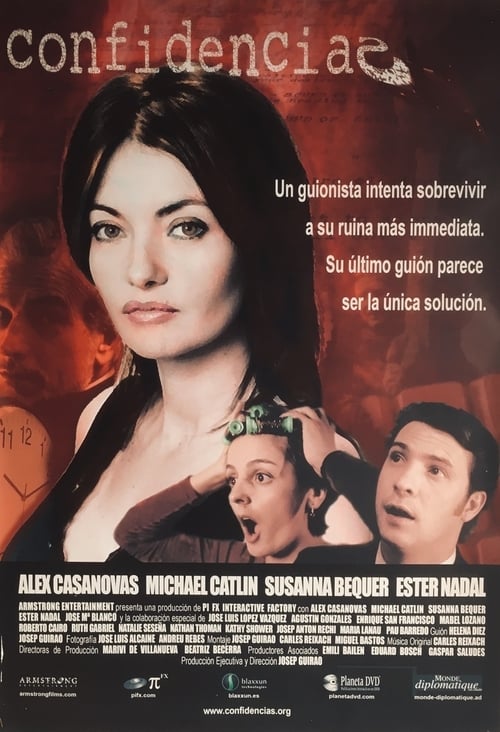 confidencias
Un guionista intenta sobrevivir
a su ruina más immediata.
Su último guión parece
ser la única solución.
11 12
ALEX CASANOVAS MICHAEL CATLIN SUSANNA BEQUER ESTER NADAL
ARMSTRONG ENTERTAINMENT presenta una producción de PI FX INTERACTIVE FACTORY con ALEX CASANOVAS MICHAEL CATLIN SUSANNA BEQUER
ESTER NADAL JOSE Mª BLANCO y la colaboración especial de JOSE LUIS LOPEZ VAZQUEZ AGUSTIN GONZALES ENRIQUE SAN FRANCISCO MABEL LOZANO
ROBERTO CAIRO RUTH GABRIEL NATALIE SESEÑA NATHAN THOMAN KATHY SHOWER JOSEP ANTON RECHI MARIA LANAU PAU BARREDO Guión HELENA DIEZ
JOSEP GUIRAO Fotografía JOSE LUIS ALCAINE ANDREU REBES Montaje JOSEP GUIRAO CARLES REIXACH MIGUEL BASTOS Música Original CARLES REIXACH
Directoras de Producción MARIVI DE VILLANUEVA BEATRIZ BECERRA Productores Asociados EMILI BAILEN EDUARD BOSCH GASPAR SALUDES
Producción Ejecutiva y Dirección JOSEP GUIRAO
ARMSTRONG π FX blaxxun Planeta DVD LE MONDE diplomatique
armstrongfilms.com pifx.com blaxxun.es planetadvd.com monde-diplomatique.ad
www.confidencias.org